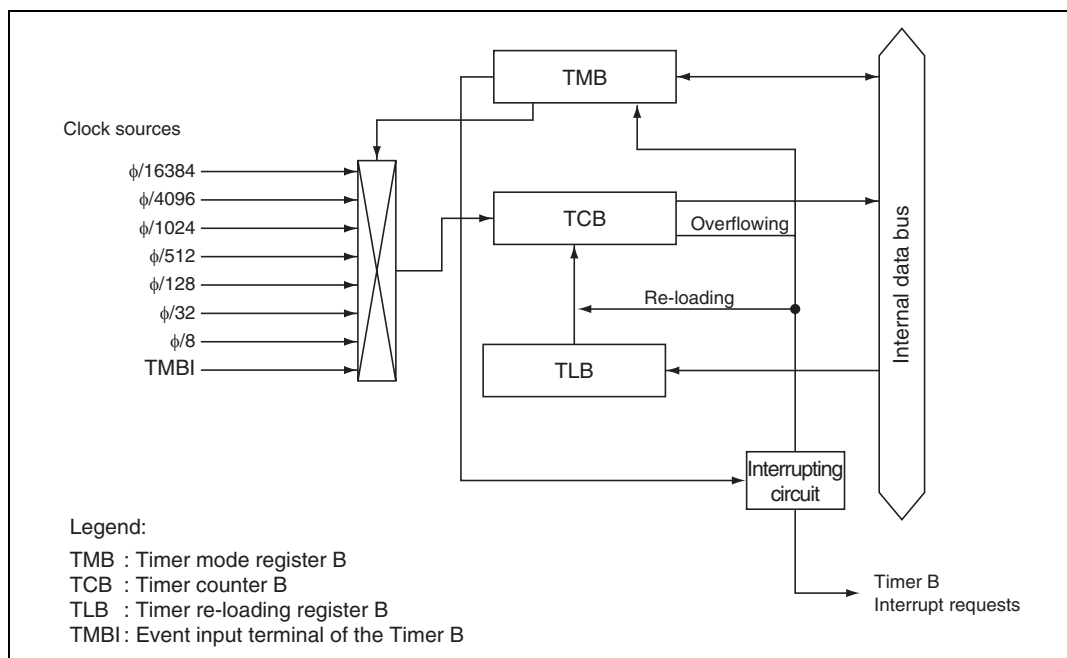 TMB
Clock sources
ϕ/16384
ϕ/4096
ϕ/1024
ϕ/512
ϕ/128
ϕ/32
ϕ/8
TMBI
TCB
Overflowing
Re-loading
TLB
Internal data bus
Interrupting
circuit
Timer B
Interrupt requests
Legend:
TMB : Timer mode register B
TCB : Timer counter B
TLB : Timer re-loading register B
TMBI : Event input terminal of the Timer B